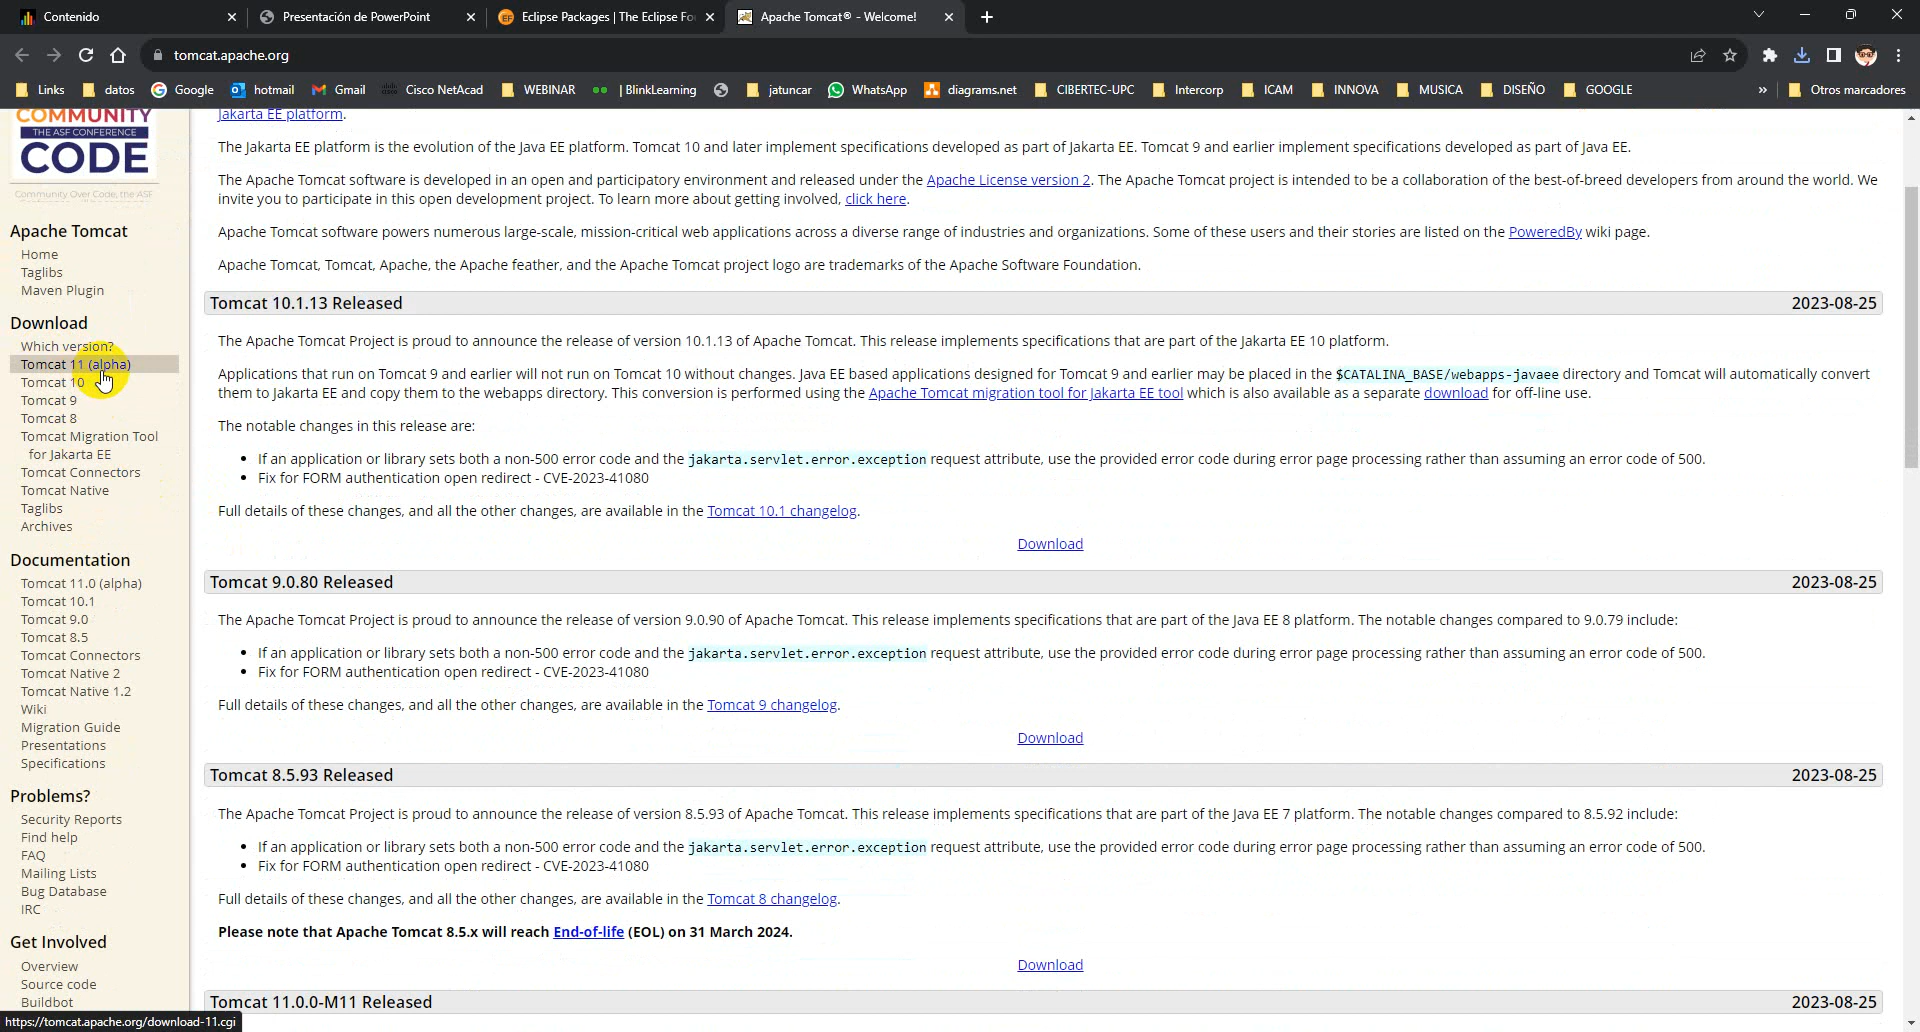 Contenido
Presentación de PowerPoint
Eclipse Packages | The Eclipse Fo
Apache Tomcat® - Welcome!
tomcat.apache.org
Links
datos
Google
hotmail
Gmail
Cisco NetAcad
WEBINAR
| BlinkLearning
jatuncar
WhatsApp
diagrams.net
CIBERTEC-UPC
Intercorp
ICAM
INNOVA
MUSICA
DISEÑO
GOOGLE
»
Otros marcadores
COMMUNITY
THE ASF CONFERENCE
CODE
Community Over Code, the ASF
Apache Tomcat
Home
Taglibs
Maven Plugin
Download
Which version?
Tomcat 11 (alpha)
Tomcat 10
Tomcat 9
Tomcat 8
Tomcat Migration Tool
for Jakarta EE
Tomcat Connectors
Tomcat Native
Taglibs
Archives
Documentation
Tomcat 11.0 (alpha)
Tomcat 10.1
Tomcat 9.0
Tomcat 8.5
Tomcat Connectors
Tomcat Native 2
Tomcat Native 1.2
Wiki
Migration Guide
Presentations
Specifications
Problems?
Security Reports
Find help
FAQ
Mailing Lists
Bug Database
IRC
Get Involved
Overview
Source code
Buildbot
https://tomcat.apache.org/download-11.cgi
Jakarta EE platform.
The Jakarta EE platform is the evolution of the Java EE platform. Tomcat 10 and later implement specifications developed as part of Jakarta EE. Tomcat 9 and earlier implement specifications developed as part of Java EE.
The Apache Tomcat software is developed in an open and participatory environment and released under the Apache License version 2. The Apache Tomcat project is intended to be a collaboration of the best-of-breed developers from around the world. We
invite you to participate in this open development project. To learn more about getting involved, click here.
Apache Tomcat software powers numerous large-scale, mission-critical web applications across a diverse range of industries and organizations. Some of these users and their stories are listed on the PoweredBy wiki page.
Apache Tomcat, Tomcat, Apache, the Apache feather, and the Apache Tomcat project logo are trademarks of the Apache Software Foundation.
Tomcat 10.1.13 Released 2023-08-25
The Apache Tomcat Project is proud to announce the release of version 10.1.13 of Apache Tomcat. This release implements specifications that are part of the Jakarta EE 10 platform.
Applications that run on Tomcat 9 and earlier will not run on Tomcat 10 without changes. Java EE based applications designed for Tomcat 9 and earlier may be placed in the $CATALINA_BASE/webapps-javaee directory and Tomcat will automatically convert
them to Jakarta EE and copy them to the webapps directory. This conversion is performed using the Apache Tomcat migration tool for Jakarta EE tool which is also available as a separate download for off-line use.
The notable changes in this release are:
• If an application or library sets both a non-500 error code and the jakarta.servlet.error.exception request attribute, use the provided error code during error page processing rather than assuming an error code of 500.
• Fix for FORM authentication open redirect - CVE-2023-41080
Full details of these changes, and all the other changes, are available in the Tomcat 10.1 changelog.
Download
Tomcat 9.0.80 Released 2023-08-25
The Apache Tomcat Project is proud to announce the release of version 9.0.90 of Apache Tomcat. This release implements specifications that are part of the Java EE 8 platform. The notable changes compared to 9.0.79 include:
• If an application or library sets both a non-500 error code and the jakarta.servlet.error.exception request attribute, use the provided error code during error page processing rather than assuming an error code of 500.
• Fix for FORM authentication open redirect - CVE-2023-41080
Full details of these changes, and all the other changes, are available in the Tomcat 9 changelog.
Download
Tomcat 8.5.93 Released 2023-08-25
The Apache Tomcat Project is proud to announce the release of version 8.5.93 of Apache Tomcat. This release implements specifications that are part of the Java EE 7 platform. The notable changes compared to 8.5.92 include:
• If an application or library sets both a non-500 error code and the jakarta.servlet.error.exception request attribute, use the provided error code during error page processing rather than assuming an error code of 500.
• Fix for FORM authentication open redirect - CVE-2023-41080
Full details of these changes, and all the other changes, are available in the Tomcat 8 changelog.
Please note that Apache Tomcat 8.5.x will reach End-of-life (EOL) on 31 March 2024.
Download
Tomcat 11.0.0-M11 Released 2023-08-25